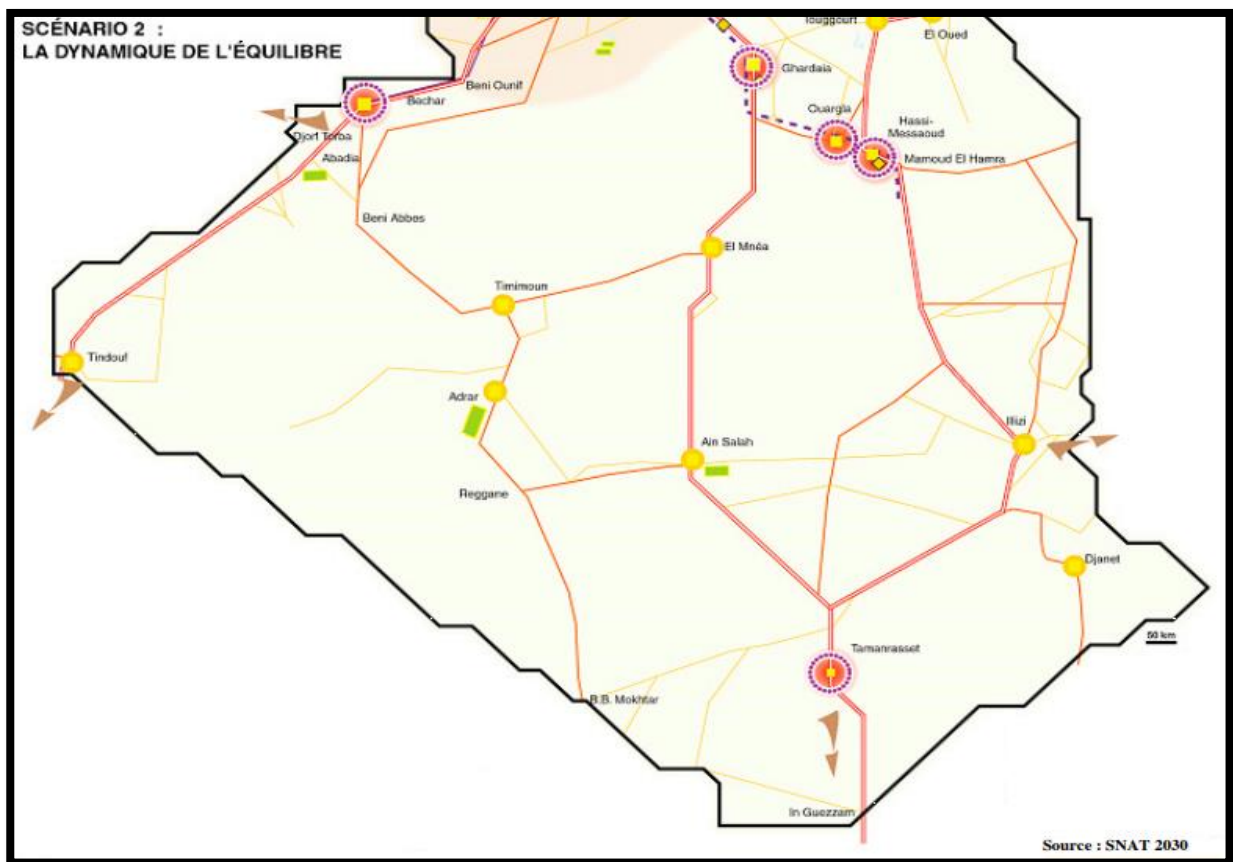 SCÉNARIO 2 :
LA DYNAMIQUE DE L'ÉQUILIBRE
Touggourt
El Oued
Ghardaia
Beni Ounif
Bechar
Ouargla
Hassi-
Messaoud
Djorf Torba
Abadla
Mamoud El Hamra
Beni Abbes
El Mnéa
Timimoun
Tindouf
Adrar
Illizi
Ain Salah
Reggane
Djanet
50 km
Tamanrasset
B.B. Mokhtar
In Guezzam
Source : SNAT 2030